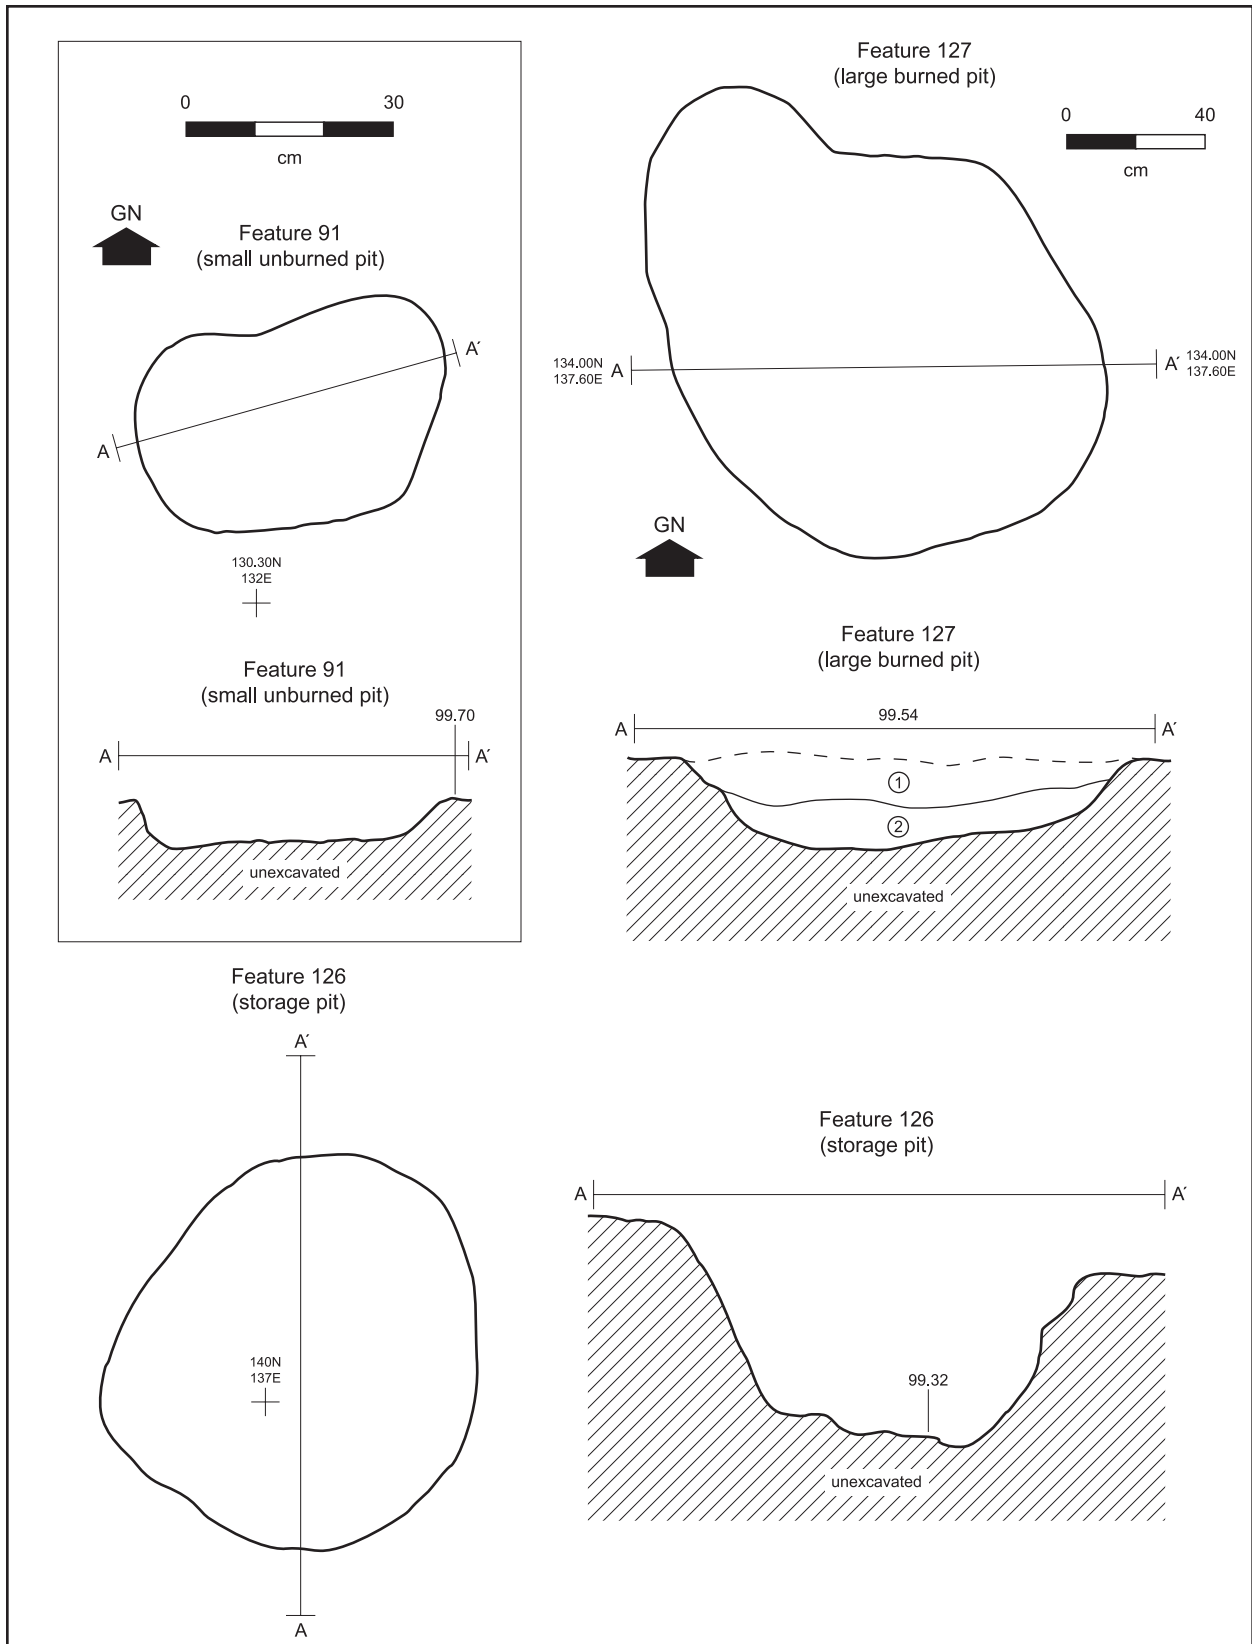 0 30
cm
GN
Feature 91
(small unburned pit)
A A´
130.30N
132E
Feature 91
(small unburned pit)
99.70
A A´
unexcavated
Feature 127
(large burned pit)
0 40
cm
134.00N
137.60E
A A´
134.00N
137.60E
GN
Feature 127
(large burned pit)
A 99.54 A´
1
2
unexcavated
Feature 126
(storage pit)
A´
140N
137E
A
Feature 126
(storage pit)
A A´
99.32
unexcavated